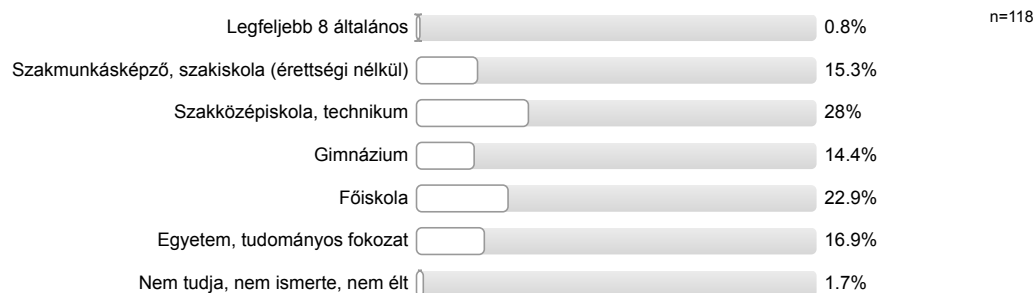 Legfeljebb 8 általános 0.8% n=118
Szakmunkásképző, szakiskola (érettségi nélkül) 15.3%
Szakközépiskola, technikum 28%
Gimnázium 14.4%
Főiskola 22.9%
Egyetem, tudományos fokozat 16.9%
Nem tudja, nem ismerte, nem élt 1.7%